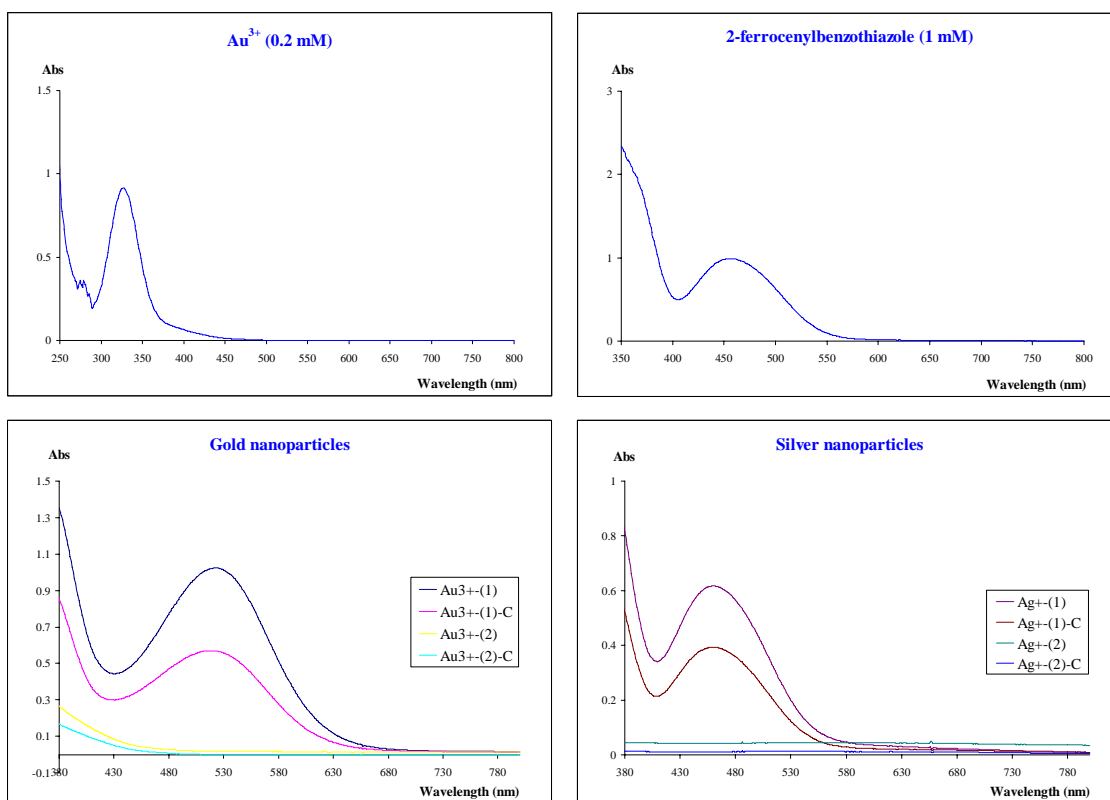 Au3+ (0.2 mM)
Abs
1.5
1
0.5
0
250 300 350 400 450 500 550 600 650 700 750 800
Wavelength (nm)
2-ferrocenylbenzothiazole (1 mM)
Abs
3
2
1
0
350 400 450 500 550 600 650 700 750 800
Wavelength (nm)
Gold nanoparticles
Abs
1.5
1.3
1.1
0.9
0.7
0.5
0.3
0.1
-0.1
380 430 480 530 580 630 680 730 780
Wavelength (nm)
Au3+-(1)
Au3+-(1)-C
Au3+-(2)
Au3+-(2)-C
Silver nanoparticles
Abs
1
0.8
0.6
0.4
0.2
0
380 430 480 530 580 630 680 730 780
Wavelength (nm)
Ag+-(1)
Ag+-(1)-C
Ag+-(2)
Ag+-(2)-C